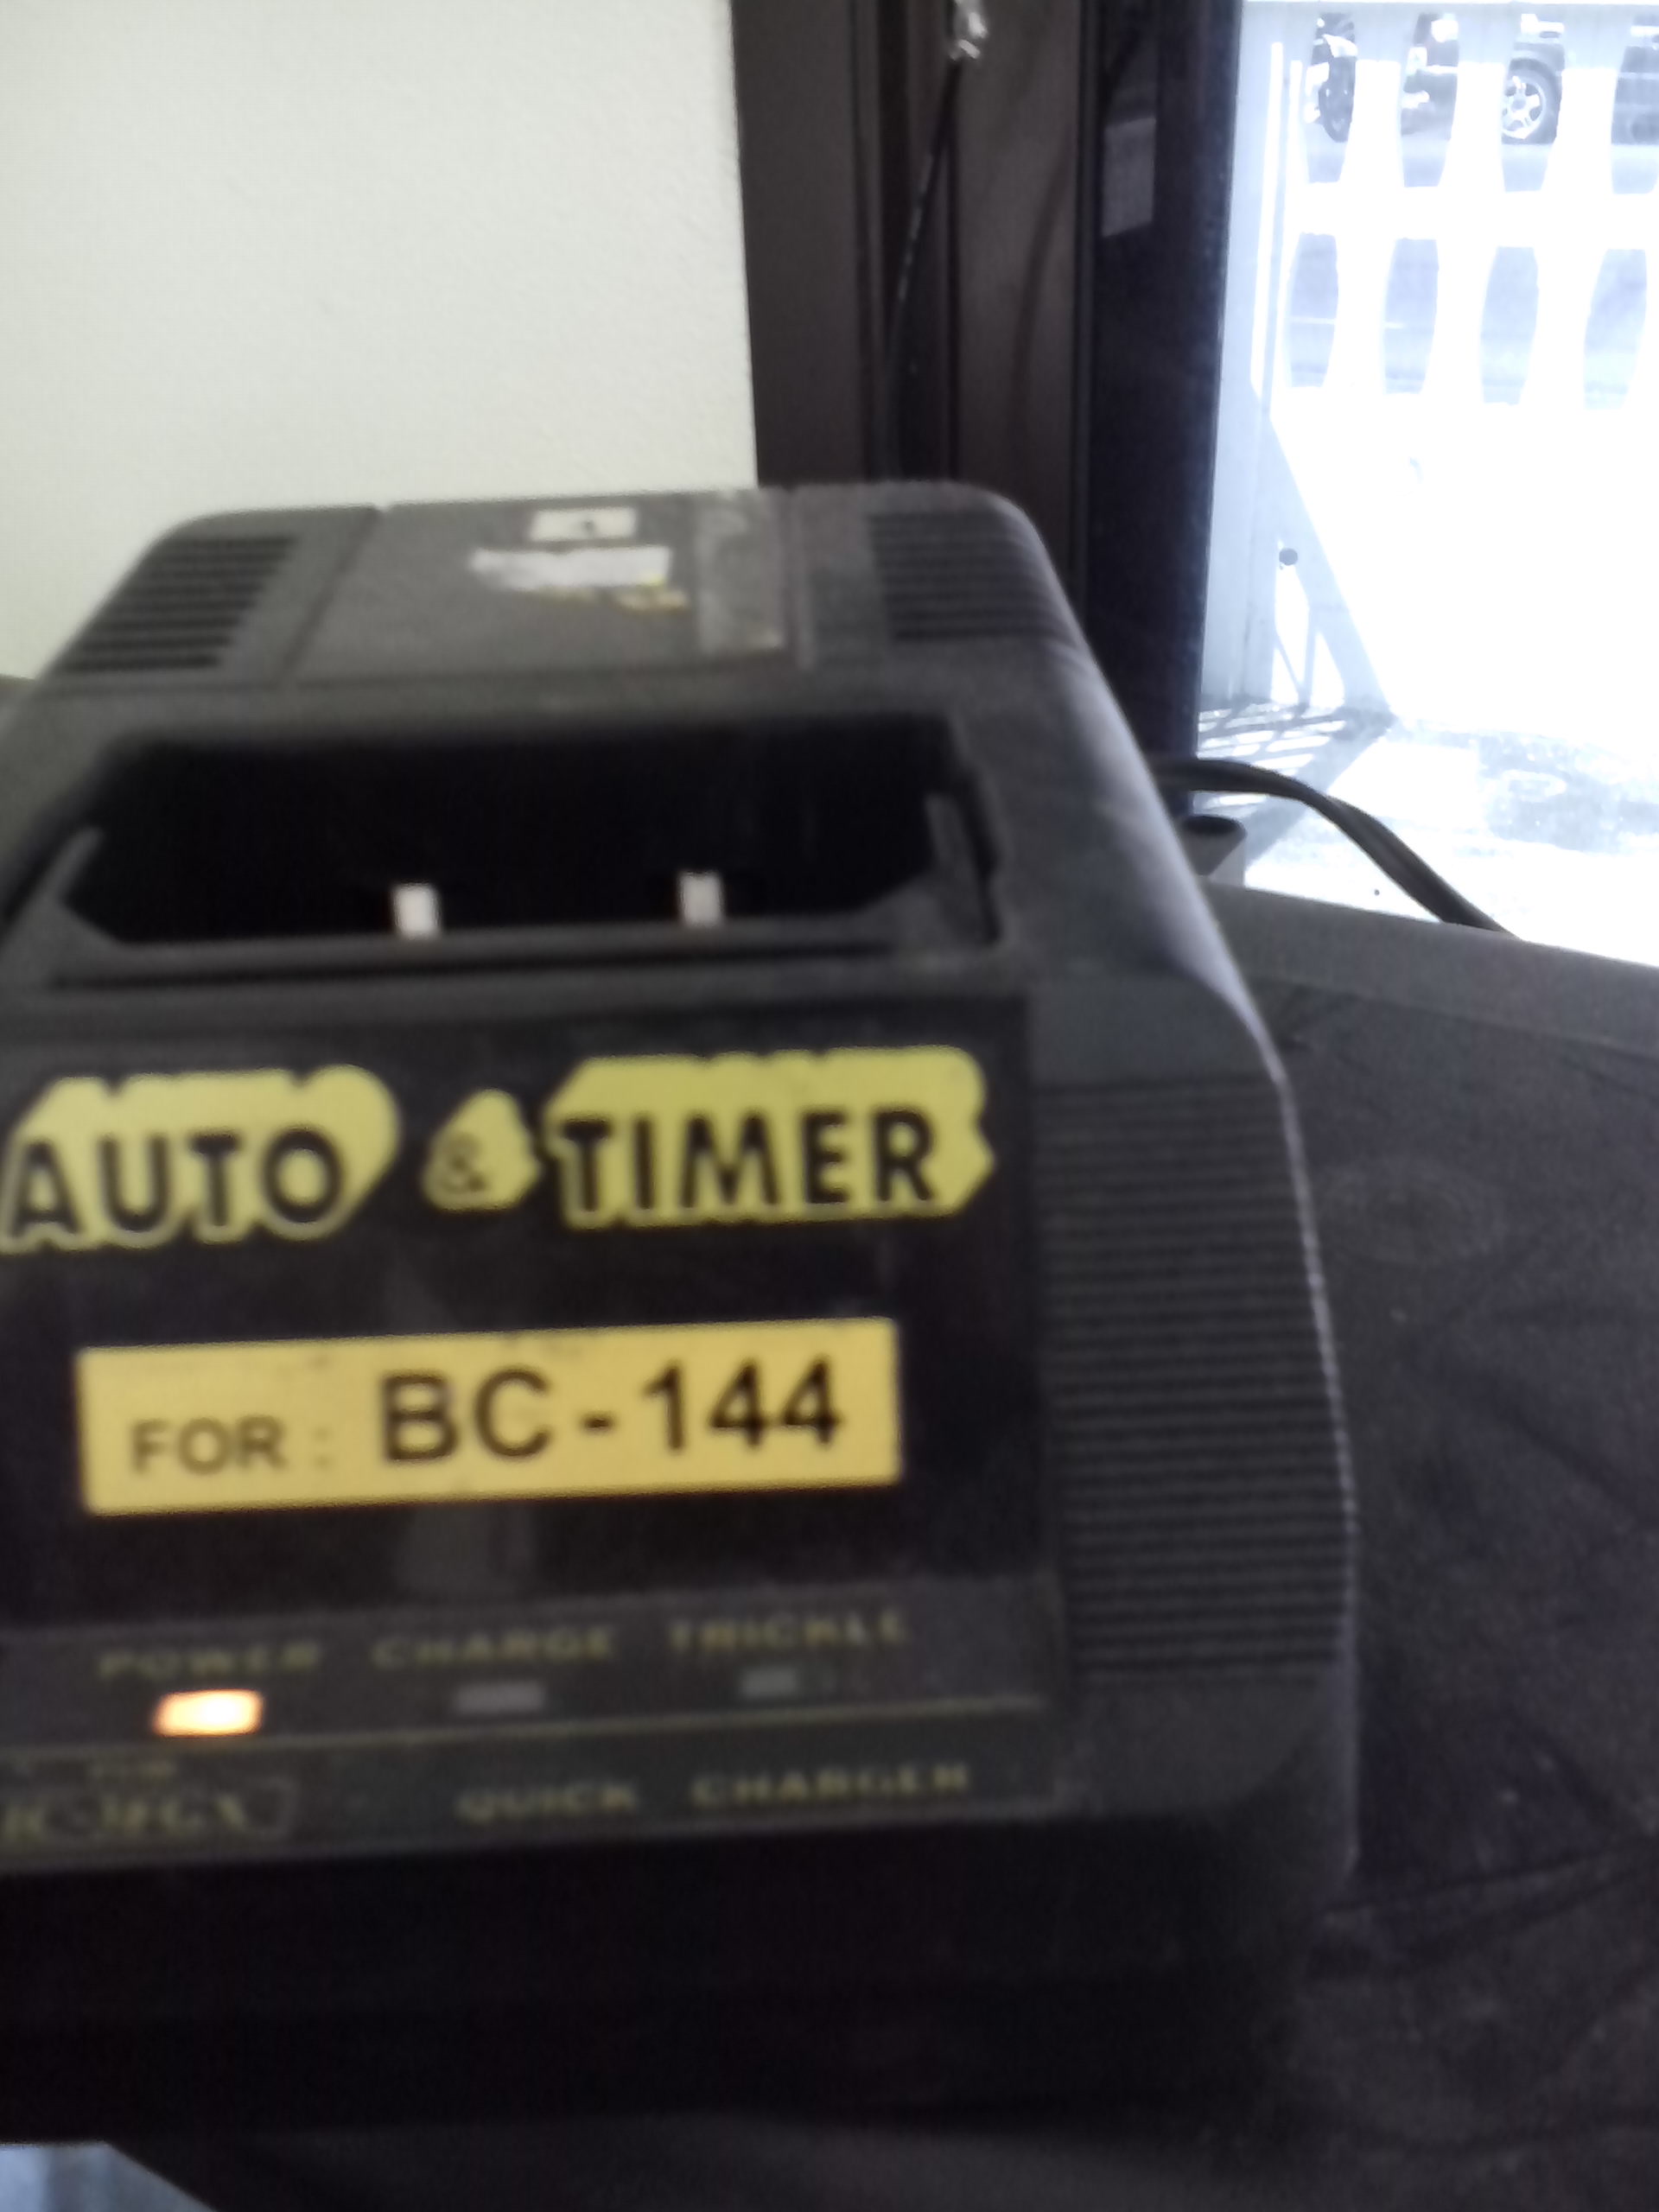 AUTO & TIMER
FOR: BC-144
POWER CHARGE TRICKLE
QUICK CHARGER